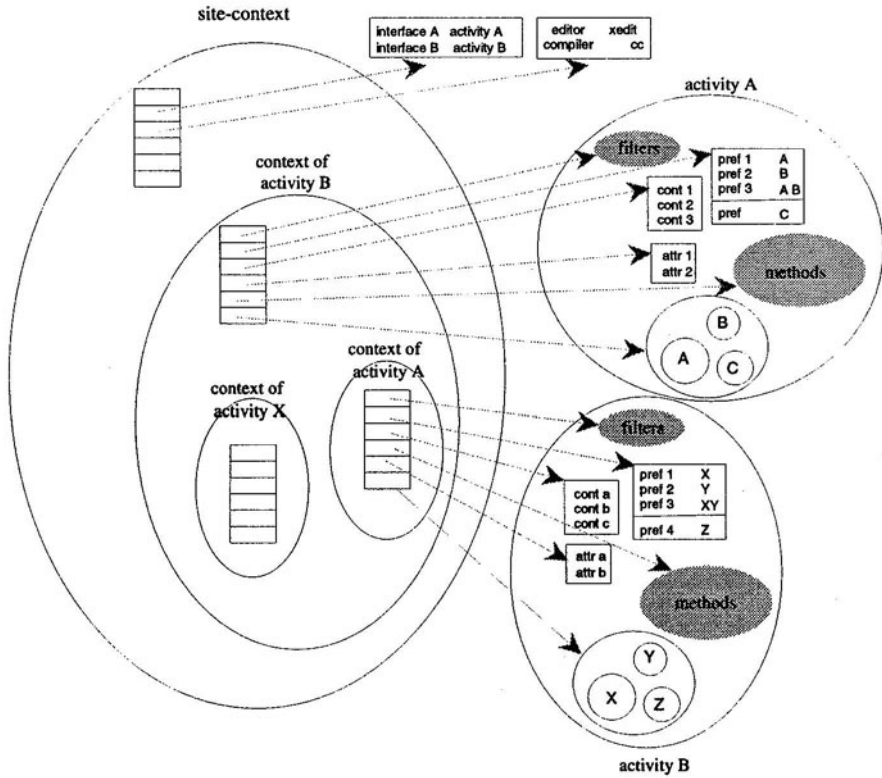 site-context
interface A activity A
interface B activity B
editor xedit
compiler cc
activity A
filters
pref 1 A
pref 2 B
pref 3 A B
pref C
cont 1
cont 2
cont 3
attr 1
attr 2
methods
B
A
C
context of
activity B
context of
activity A
context of
activity X
filters
pref 1 X
pref 2 Y
pref 3 XY
pref 4 Z
cont a
cont b
cont c
attr a
attr b
methods
Y
X
Z
activity B